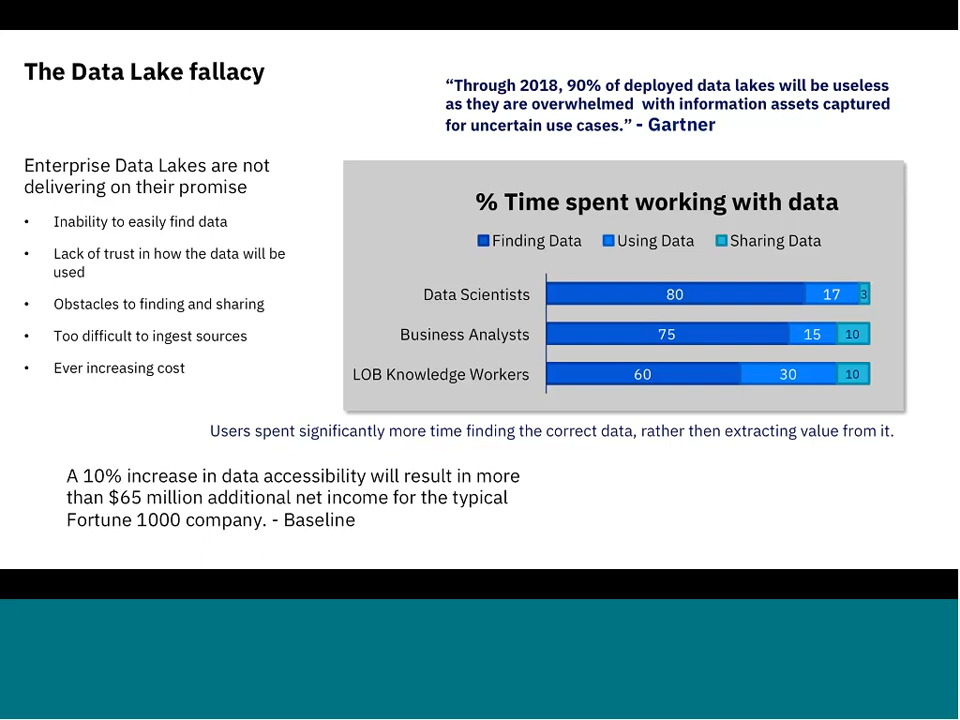 The Data Lake fallacy
“Through 2018, 90% of deployed data lakes will be useless
as they are overwhelmed with information assets captured
for uncertain use cases.” - Gartner
Enterprise Data Lakes are not
delivering on their promise
• Inability to easily find data
• Lack of trust in how the data will be
used
• Obstacles to finding and sharing
• Too difficult to ingest sources
• Ever increasing cost
% Time spent working with data
Finding Data Using Data Sharing Data
Data Scientists 80 17 3
Business Analysts 75 15 10
LOB Knowledge Workers 60 30 10
Users spent significantly more time finding the correct data, rather then extracting value from it.
A 10% increase in data accessibility will result in more
than $65 million additional net income for the typical
Fortune 1000 company. - Baseline